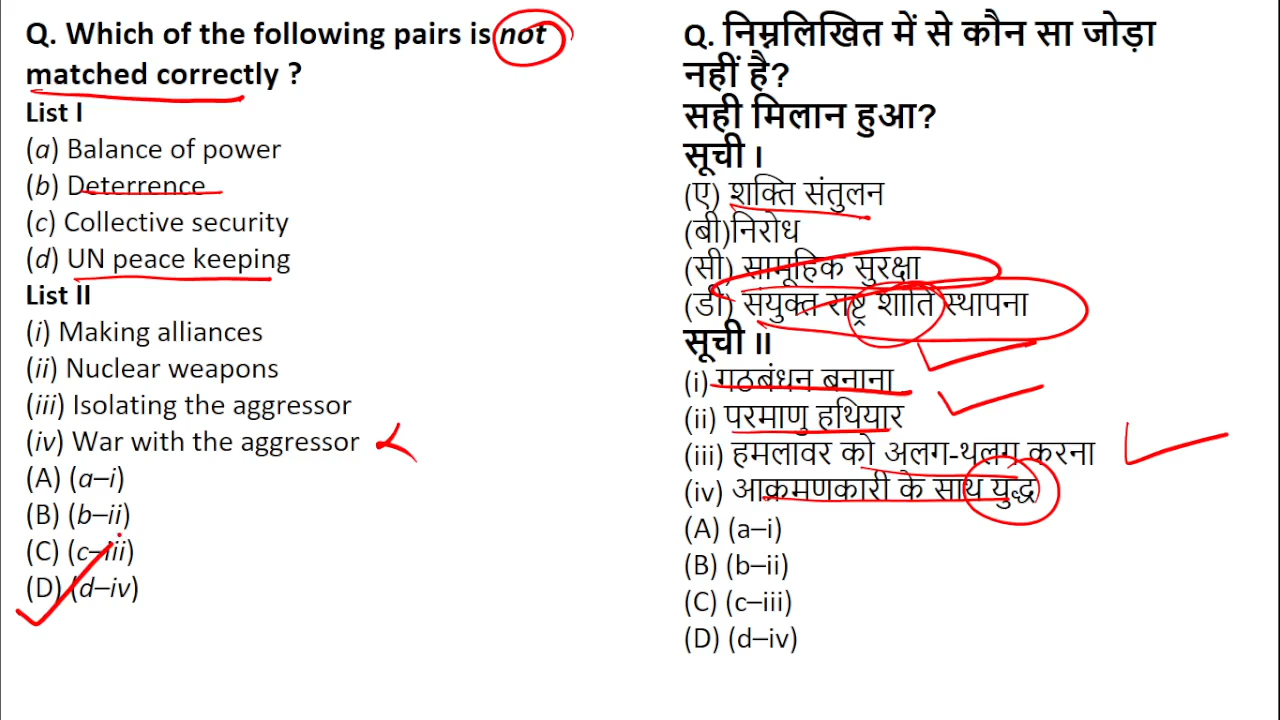 Q. Which of the following pairs is not
matched correctly ?
List I
(a) Balance of power
(b) Deterrence
(c) Collective security
(d) UN peace keeping
List II
(i) Making alliances
(ii) Nuclear weapons
(iii) Isolating the aggressor
(iv) War with the aggressor
(A) (a–i)
(B) (b–ii)
(C) (c–iii)
(D) (d–iv)
Q. निम्नलिखित में से कौन सा जोड़ा
नहीं है?
सही मिलान हुआ?
सूची I
(ए) शक्ति संतुलन
(बी)निरोध
(सी) सामूहिक सुरक्षा
(डी) संयुक्त राष्ट्र शांति स्थापना
सूची II
(i) गठबंधन बनाना
(ii) परमाणु हथियार
(iii) हमलावर को अलग-थलग करना
(iv) आक्रमणकारी के साथ युद्ध
(A) (a–i)
(B) (b–ii)
(C) (c–iii)
(D) (d–iv)